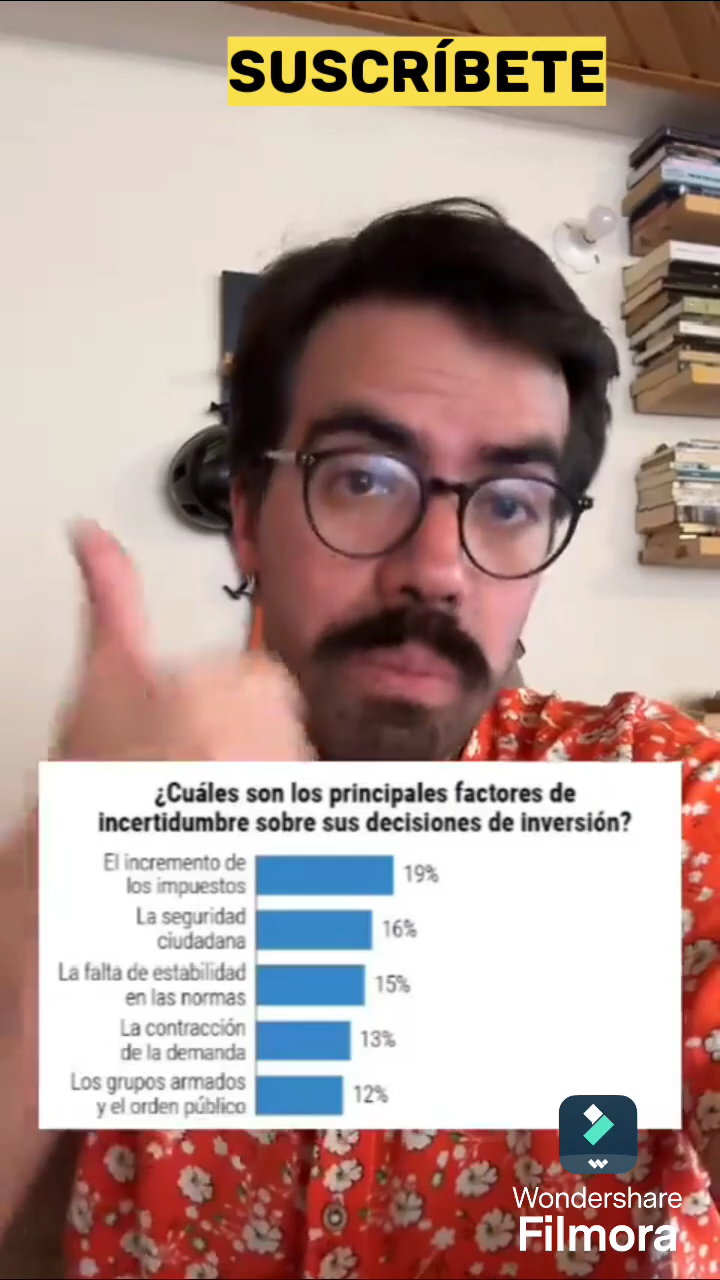 SUSCRÍBETE
¿Cuáles son los principales factores de
incertidumbre sobre sus decisiones de inversión?
El incremento de
los impuestos
19%
La seguridad
ciudadana
16%
La falta de estabilidad
en las normas
15%
La contracción
de la demanda
13%
Los grupos armados
y el orden público
12%
Wondershare
Filmora